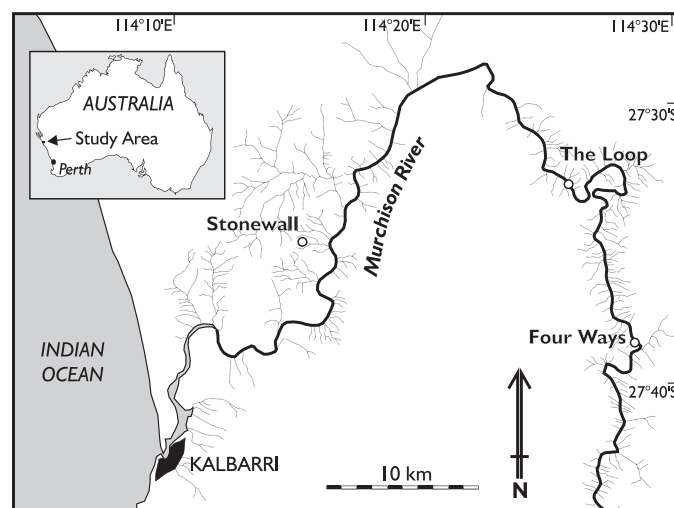 114°10'E
114°20'E
114°30'E
AUSTRALIA
Study Area
Perth
27°30'S
The Loop
Murchison River
Stonewall
INDIAN
OCEAN
Four Ways
27°40'S
KALBARRI
10 km
N